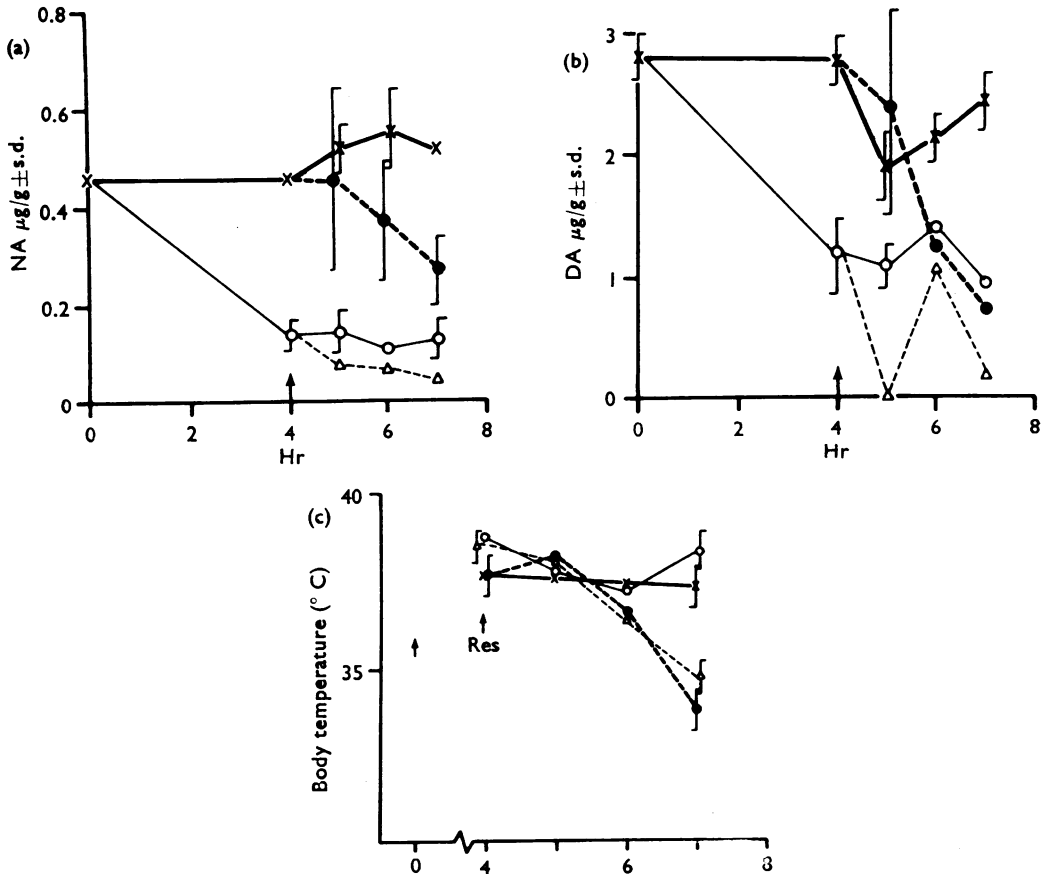 (a)
NA μg/g±s.d.
0.8
0.6
0.4
0.2
0
0 2 4 6 8
Hr
(b)
DA μg/g±s.d.
3
2
1
0
0 2 4 6 8
Hr
(c)
Body temperature (° C)
40
35
Res
0 4 6 8